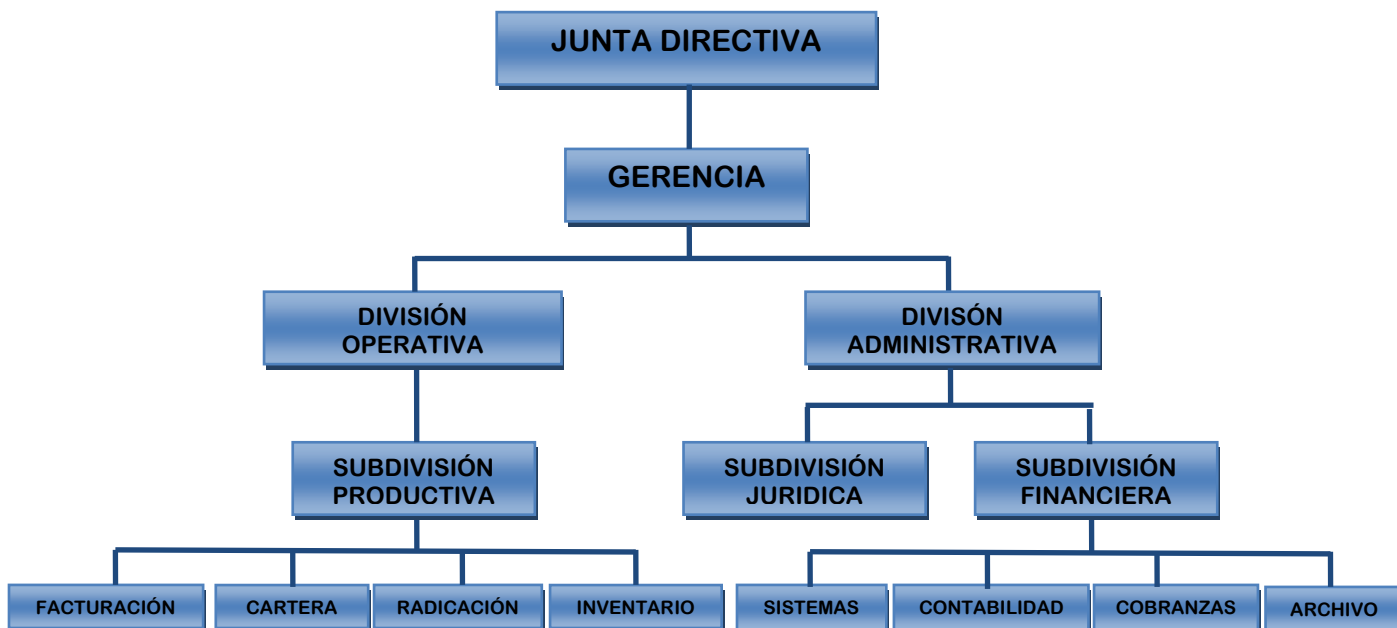 JUNTA DIRECTIVA
GERENCIA
DIVISIÓN
OPERATIVA
DIVISÓN
ADMINISTRATIVA
SUBDIVISIÓN
PRODUCTIVA
SUBDIVISIÓN
JURIDICA
SUBDIVISIÓN
FINANCIERA
FACTURACIÓN
CARTERA
RADICACIÓN
INVENTARIO
SISTEMAS
CONTABILIDAD
COBRANZAS
ARCHIVO